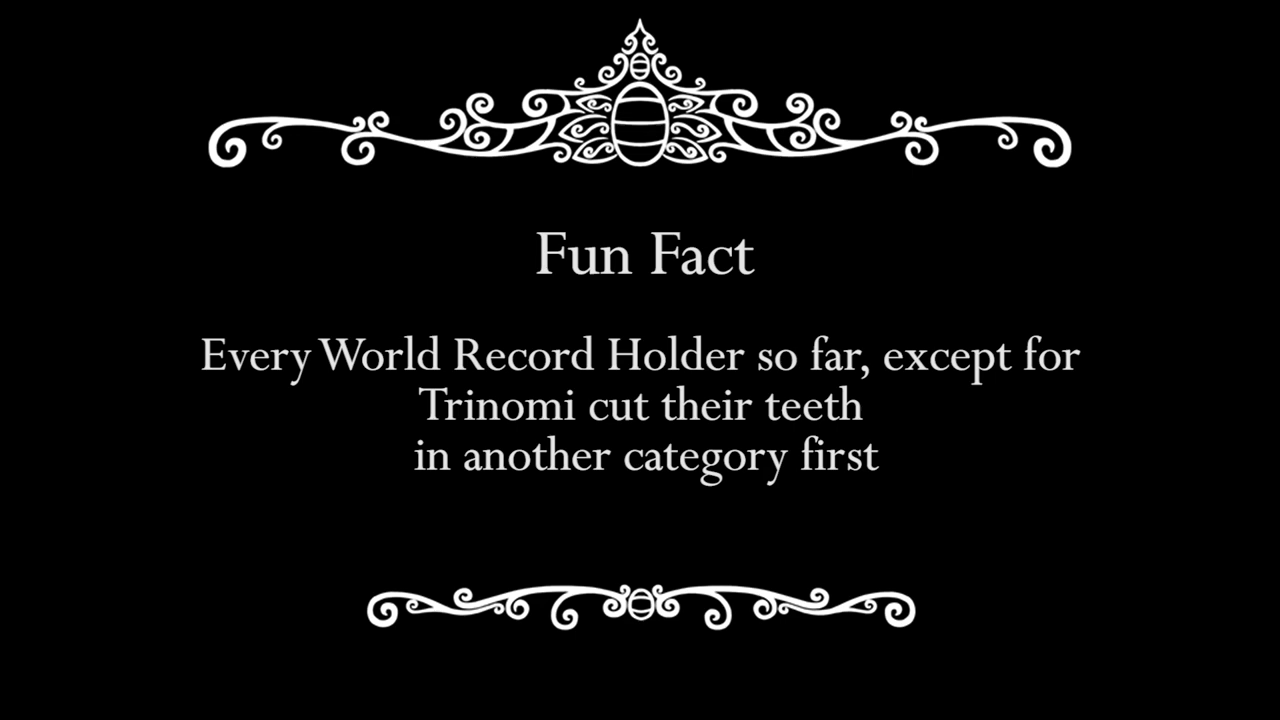 Fun Fact
Every World Record Holder so far, except for
Trinomi cut their teeth
in another category first